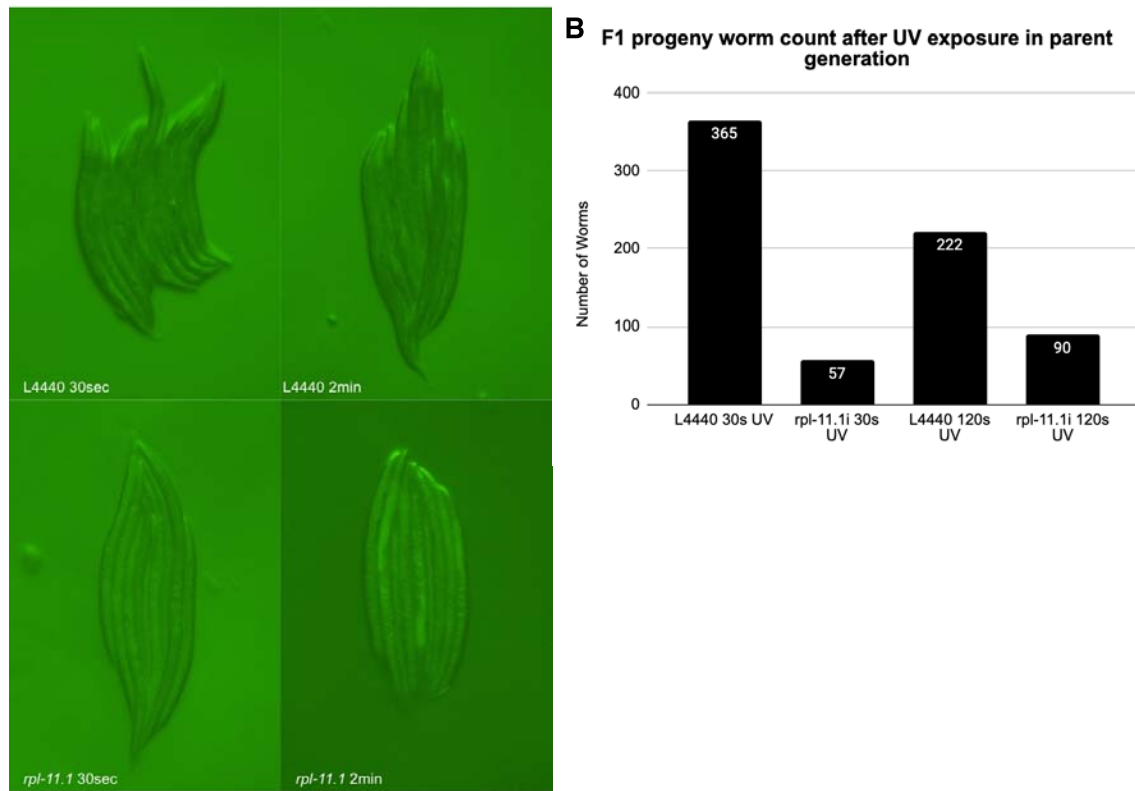 L4440 30sec
L4440 2min
rpl-11.1 30sec
rpl-11.1 2min
B
F1 progeny worm count after UV exposure in parent
generation
Number of Worms
400
300
200
100
0
365
57
222
90
L4440 30s UV
rpl-11.1i 30s
UV
L4440 120s
UV
rpl-11.1i 120s
UV